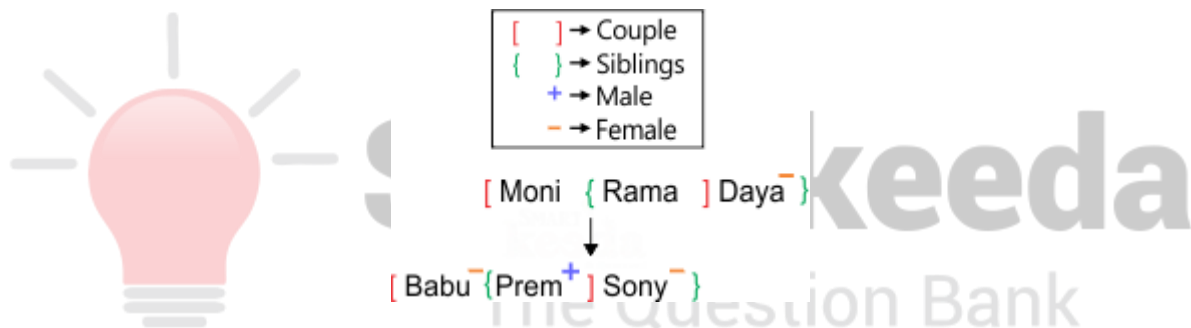 [ ] → Couple
{ } → Siblings
+ → Male
− → Female
keeda
[ Moni { Rama ] Daya− }
↓
[ Babu− {Prem+ ] Sony− }
The Question Bank